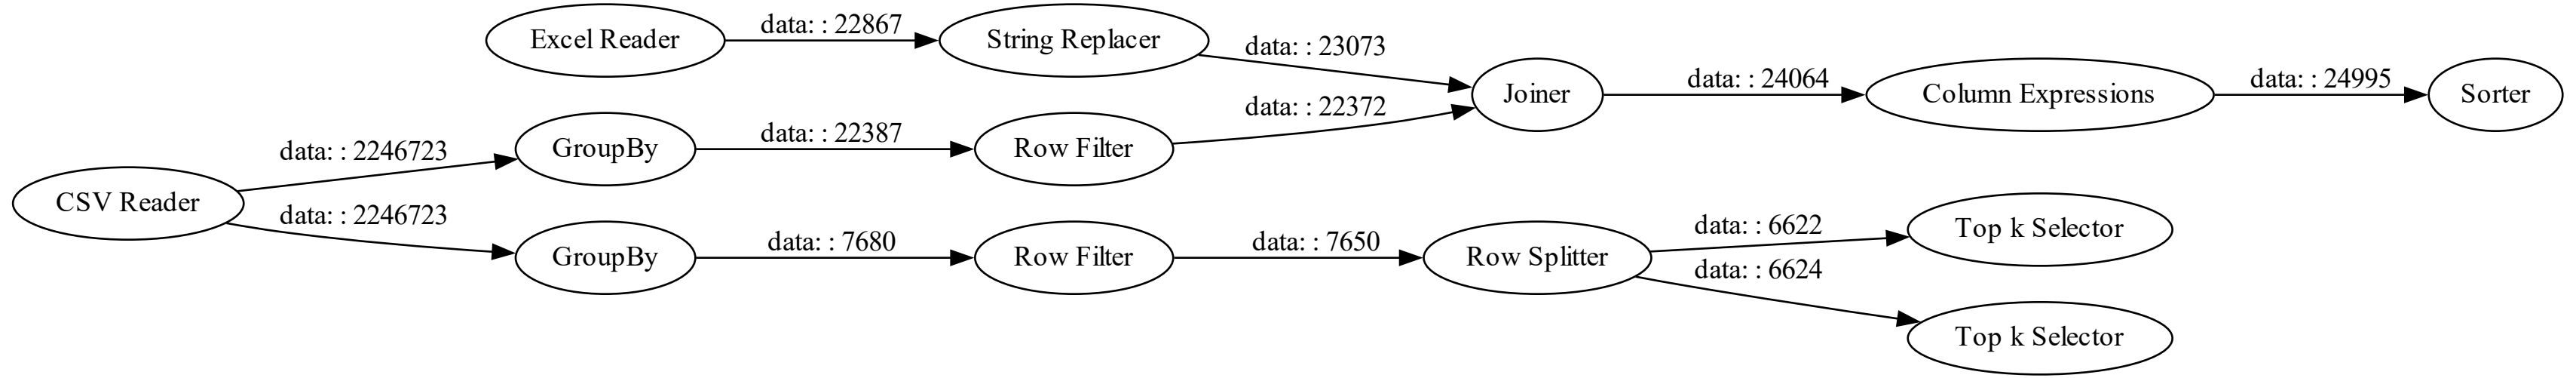 Excel Reader
data: : 22867
String Replacer
data: : 23073
Joiner
data: : 24064
Column Expressions
data: : 24995
Sorter
data: : 22372
CSV Reader
data: : 2246723
GroupBy
data: : 22387
Row Filter
data: : 2246723
GroupBy
data: : 7680
Row Filter
data: : 7650
Row Splitter
data: : 6622
Top k Selector
data: : 6624
Top k Selector